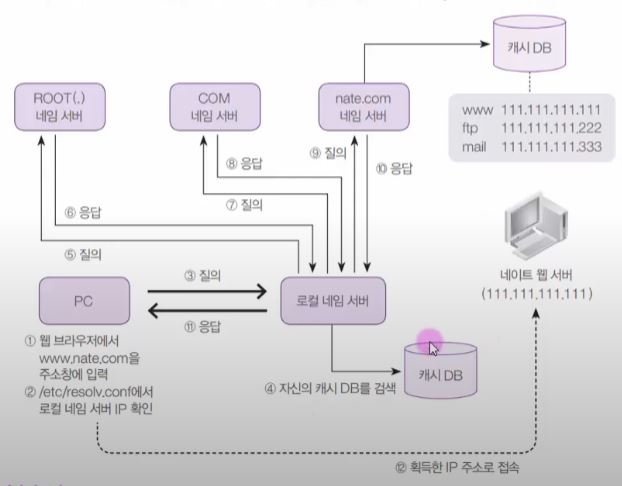 캐시 DB
ROOT(.)
네임 서버
COM
네임 서버
nate.com
네임 서버
www 111.111.111.111
ftp 111.111.111.222
mail 111.111.111.333
⑨ 질의
⑩ 응답
⑧ 응답
⑦ 질의
⑥ 응답
⑤ 질의
③ 질의
PC
로컬 네임 서버
⑪ 응답
네이트 웹 서버
(111.111.111.111)
① 웹 브라우저에서
www.nate.com을
주소창에 입력
② /etc/resolv.conf에서
로컬 네임 서버 IP 확인
④ 자신의 캐시 DB를 검색
캐시 DB
⑫ 획득한 IP 주소로 접속